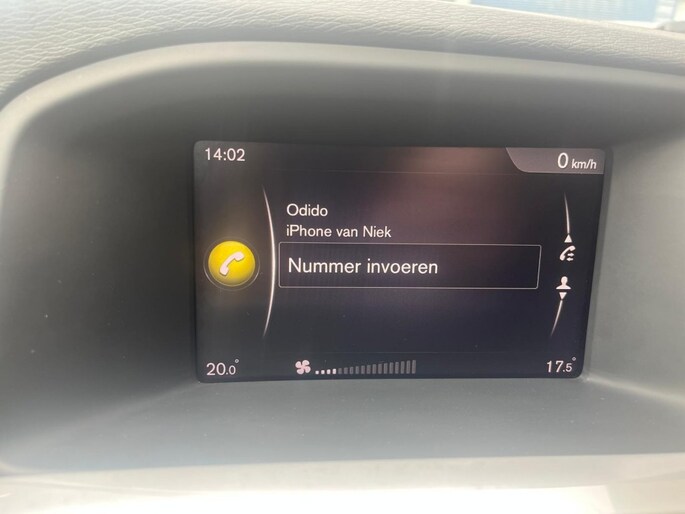 14:02
0 km/h
Odido
iPhone van Niek
Nummer invoeren
20.0°
17.5°